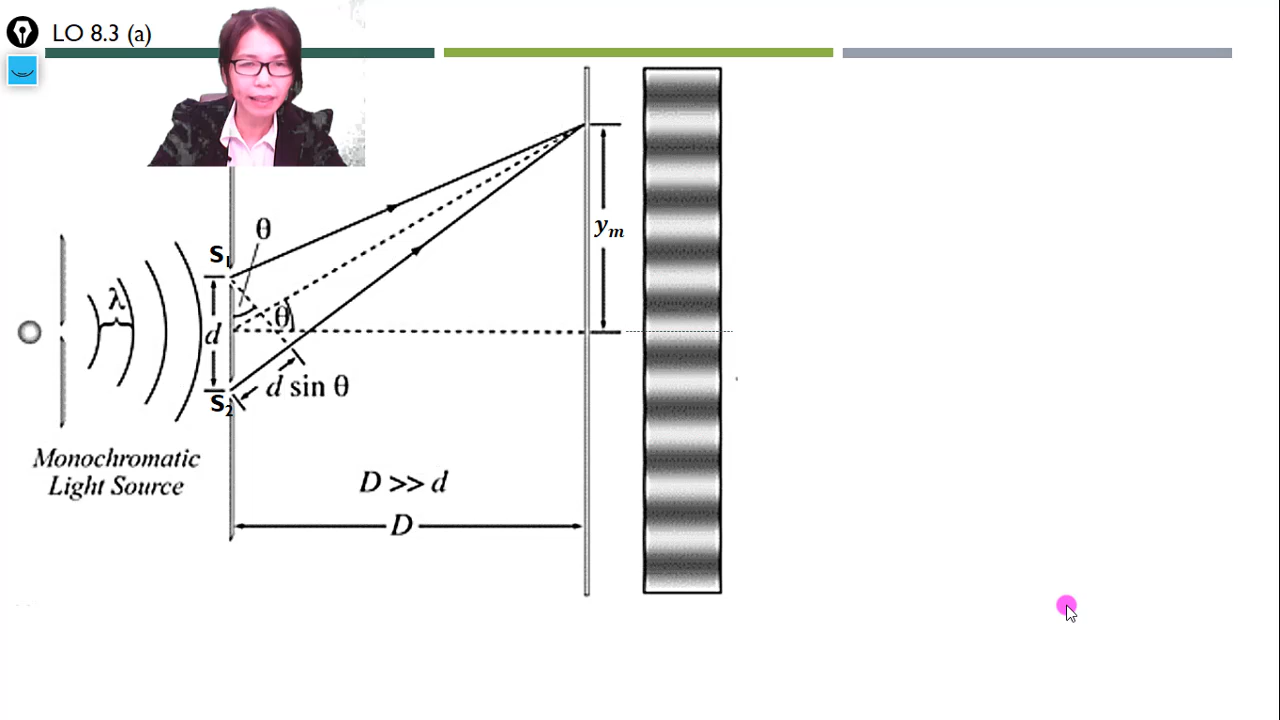 LO 8.3 (a)
θ
S₁
yₘ
λ
θ
d
d sin θ
S₂
Monochromatic
Light Source
D >> d
D